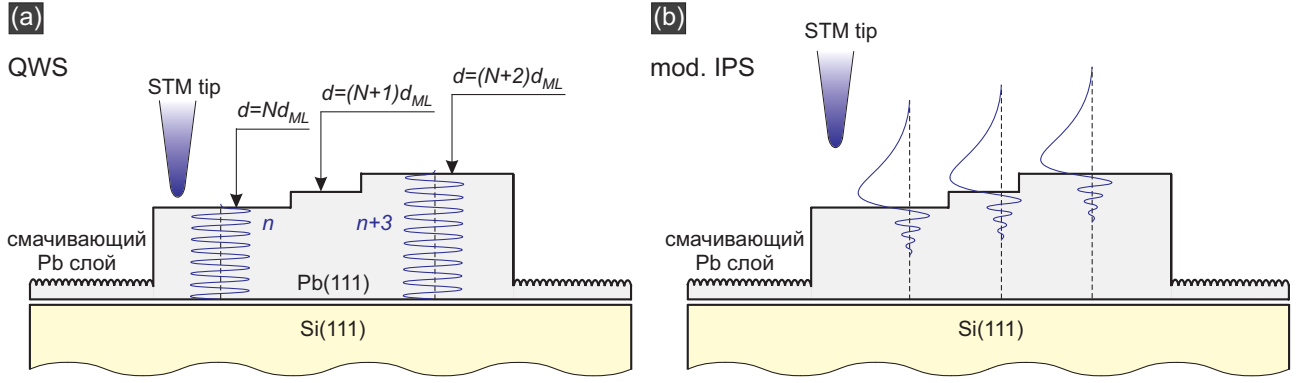 (a)
QWS
STM tip
d=Nd_ML
d=(N+1)d_ML
d=(N+2)d_ML
n
n+3
смачивающий
Pb слой
Pb(111)
Si(111)
(b)
mod. IPS
STM tip
смачивающий
Pb слой
Si(111)